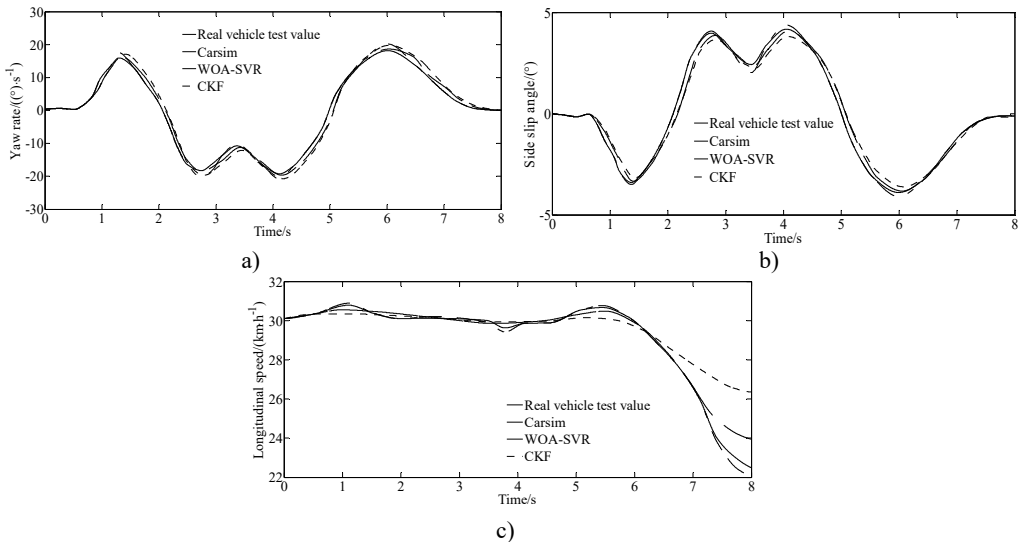 30
20
10
0
-10
-20
-30
0 1 2 3 4 5 6 7 8
Yaw rate/((°)·s-1)
Time/s
Real vehicle test value
Carsim
WOA-SVR
CKF
a)
5
0
-5
0 1 2 3 4 5 6 7 8
Side slip angle/(°)
Time/s
Real vehicle test value
Carsim
WOA-SVR
CKF
b)
32
30
28
26
24
22
0 1 2 3 4 5 6 7 8
Longitudinal speed/(km·h-1)
Time/s
Real vehicle test value
Carsim
WOA-SVR
CKF
c)